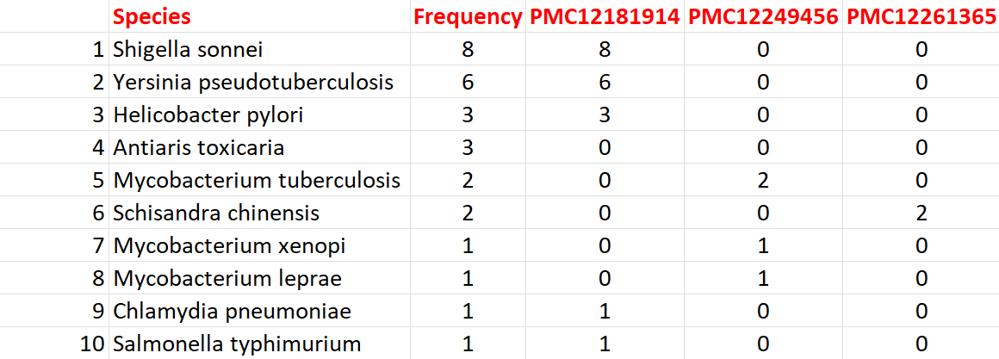 Species Frequency PMC12181914 PMC12249456 PMC12261365
1 Shigella sonnei 8 8 0 0
2 Yersinia pseudotuberculosis 6 6 0 0
3 Helicobacter pylori 3 3 0 0
4 Antiaris toxicaria 3 0 0 0
5 Mycobacterium tuberculosis 2 0 2 0
6 Schisandra chinensis 2 0 0 2
7 Mycobacterium xenopi 1 0 1 0
8 Mycobacterium leprae 1 0 1 0
9 Chlamydia pneumoniae 1 1 0 0
10 Salmonella typhimurium 1 1 0 0